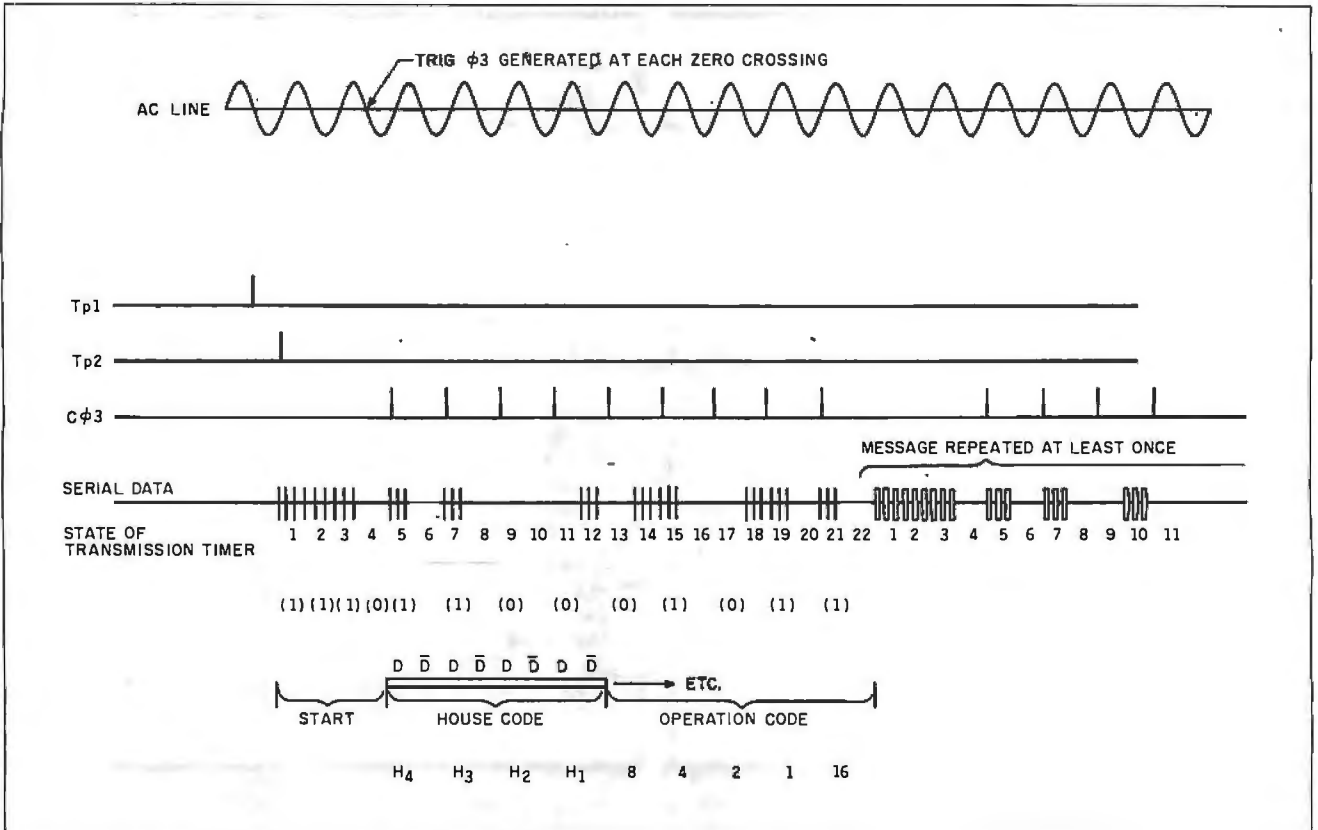 TRIG ϕ3 GENERATED AT EACH ZERO CROSSING
AC LINE
Tp1
Tp2
Cϕ3
MESSAGE REPEATED AT LEAST ONCE
SERIAL DATA
STATE OF TRANSMISSION TIMER
1 2 3 4 5 6 7 8 9 10 11 12 13 14 15 16 17 18 19 20 21 22 1 2 3 4 5 6 7 8 9 10 11
(1) (1) (1) (0) (1) (1) (0) (0) (0) (1) (0) (1) (1)
D D̅ D D̅ D D̅ D D̅
ETC.
START HOUSE CODE OPERATION CODE
H4 H3 H2 H1 8 4 2 1 16